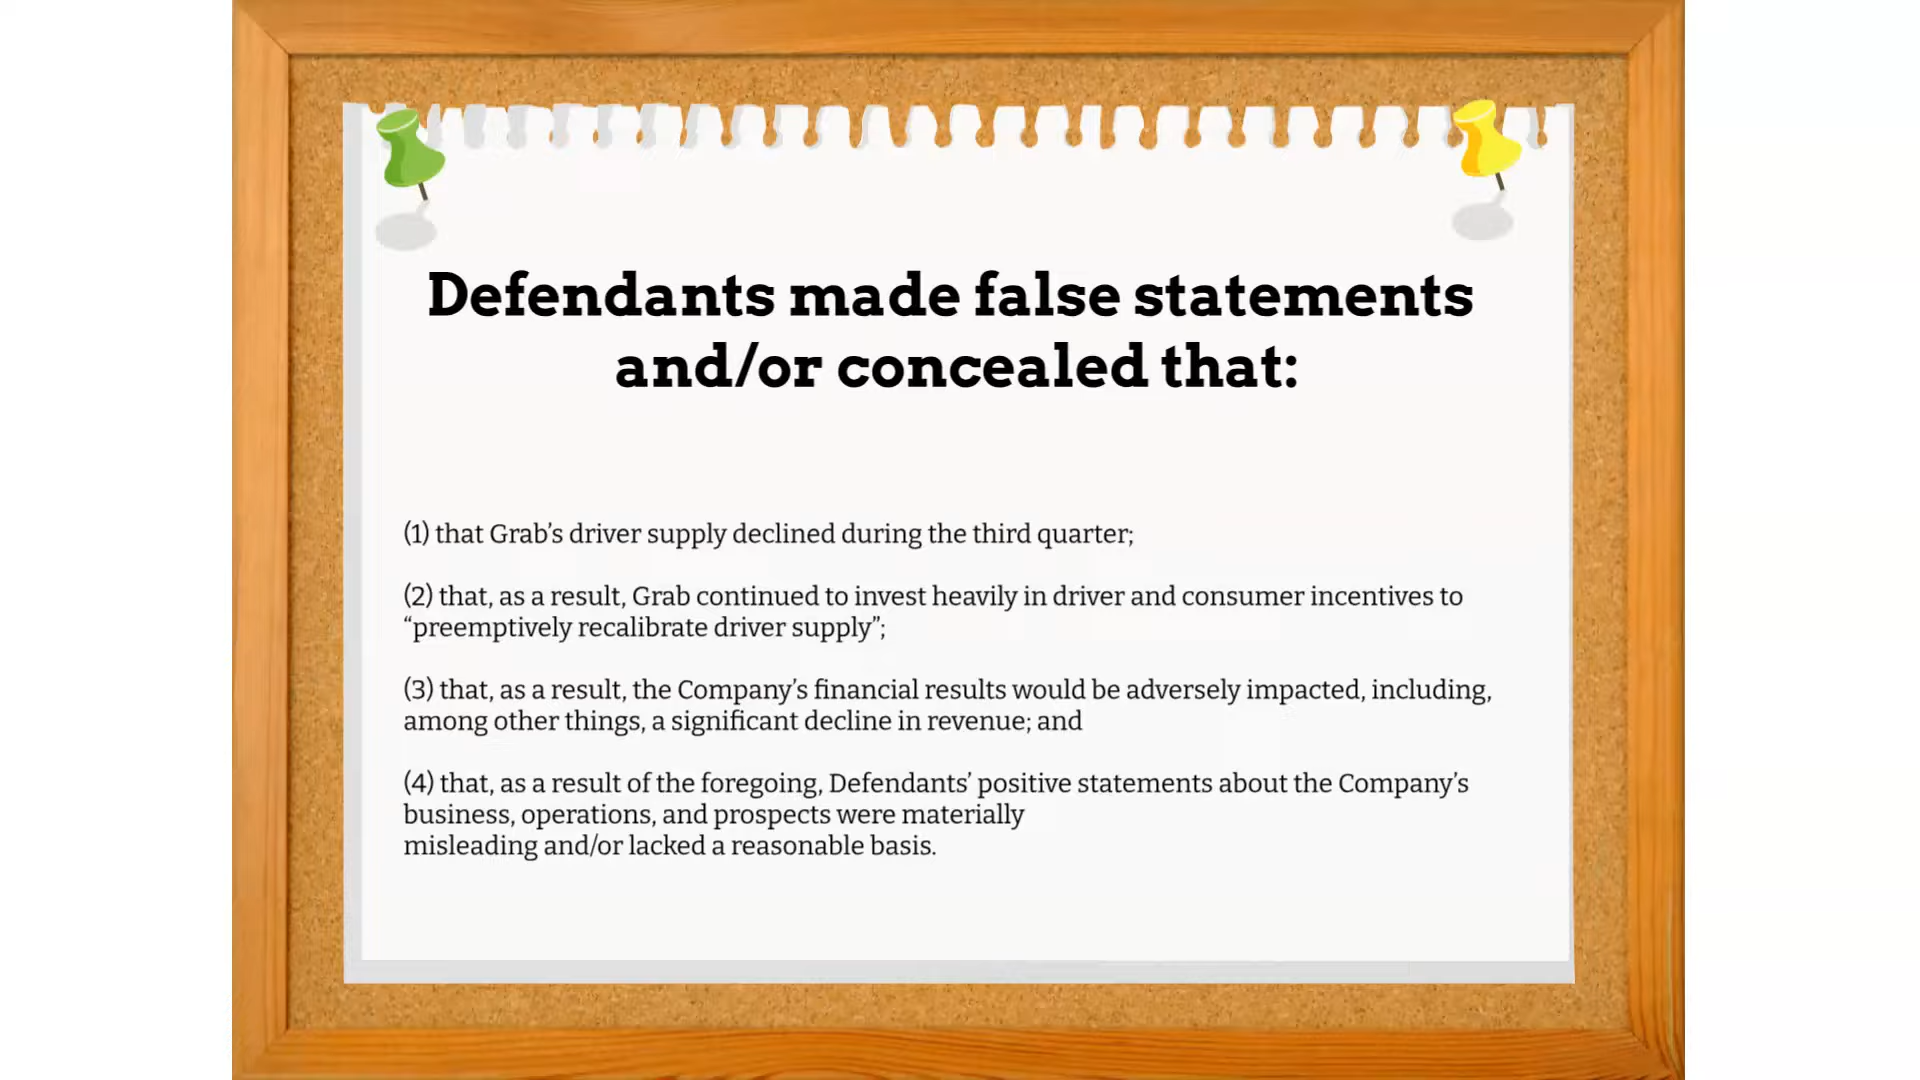 Defendants made false statements
and/or concealed that:
(1) that Grab’s driver supply declined during the third quarter;
(2) that, as a result, Grab continued to invest heavily in driver and consumer incentives to
“preemptively recalibrate driver supply”;
(3) that, as a result, the Company’s financial results would be adversely impacted, including,
among other things, a significant decline in revenue; and
(4) that, as a result of the foregoing, Defendants’ positive statements about the Company’s
business, operations, and prospects were materially
misleading and/or lacked a reasonable basis.